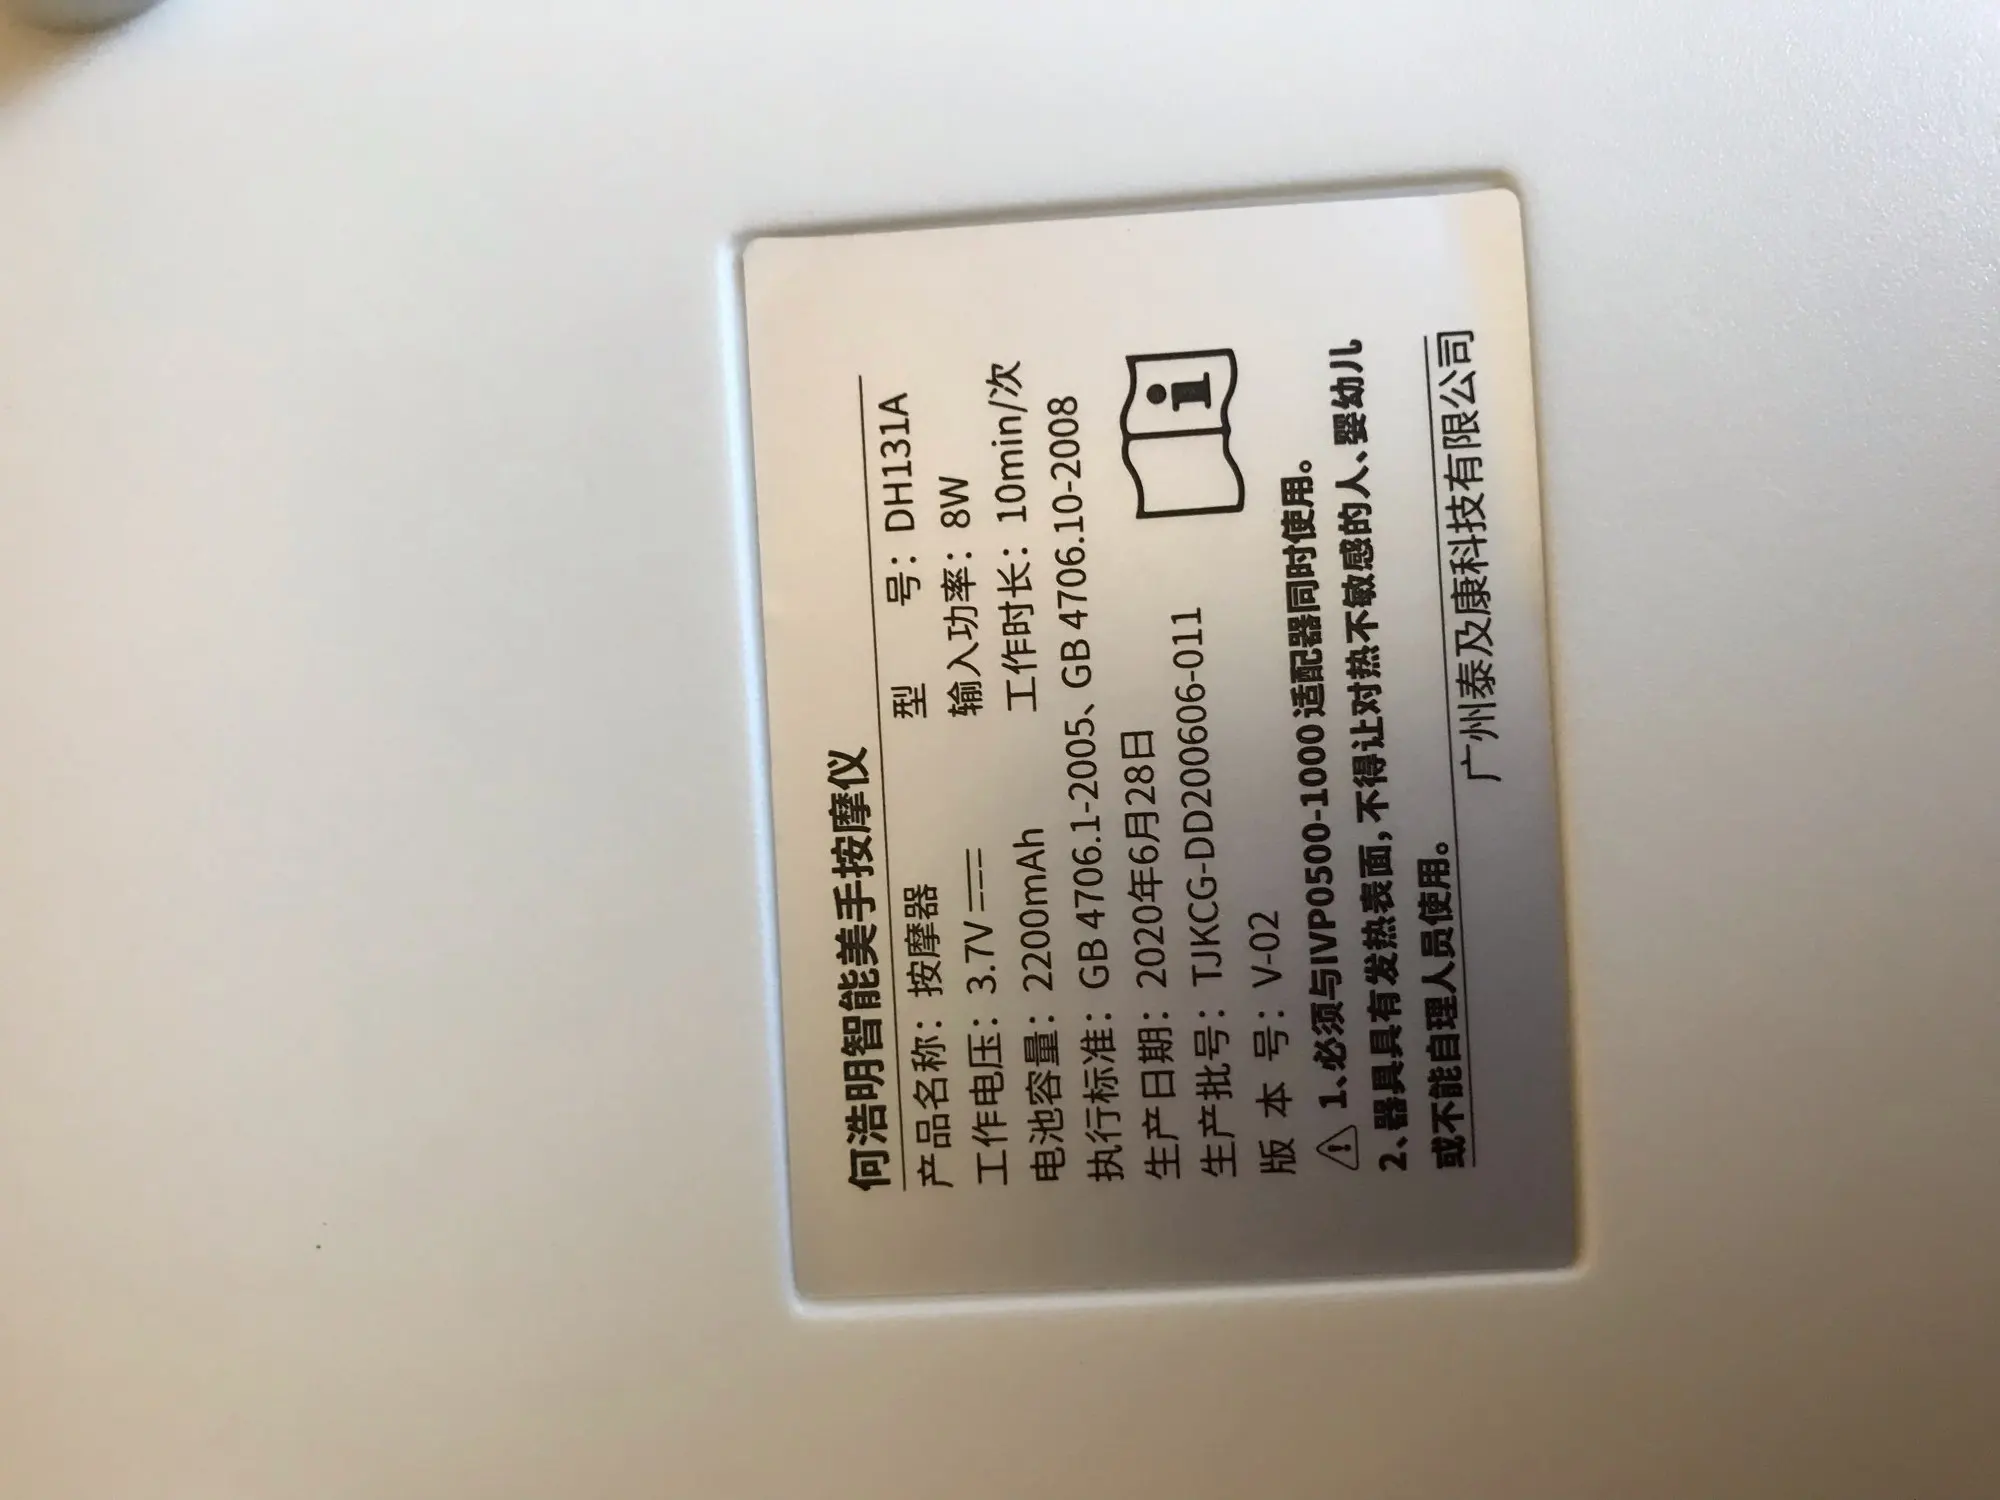 何浩明智能美手按摩仪
产品名称：按摩器 型 号：DH131A
工作电压：3.7V⎓ 输入功率：8W
电池容量：2200mAh 工作时长：10min/次
执行标准：GB4706.1-2005、GB4706.10-2008
生产日期：2020年6月28日
生产批号：TJKCG-DD200606-011
版 本 号：V-02
⚠ 1、必须与IVP0500-1000适配器同时使用。
2、器具具有发热表面，不得让对热不敏感的人、婴幼儿
或不能自理人员使用。
广州泰及康科技有限公司